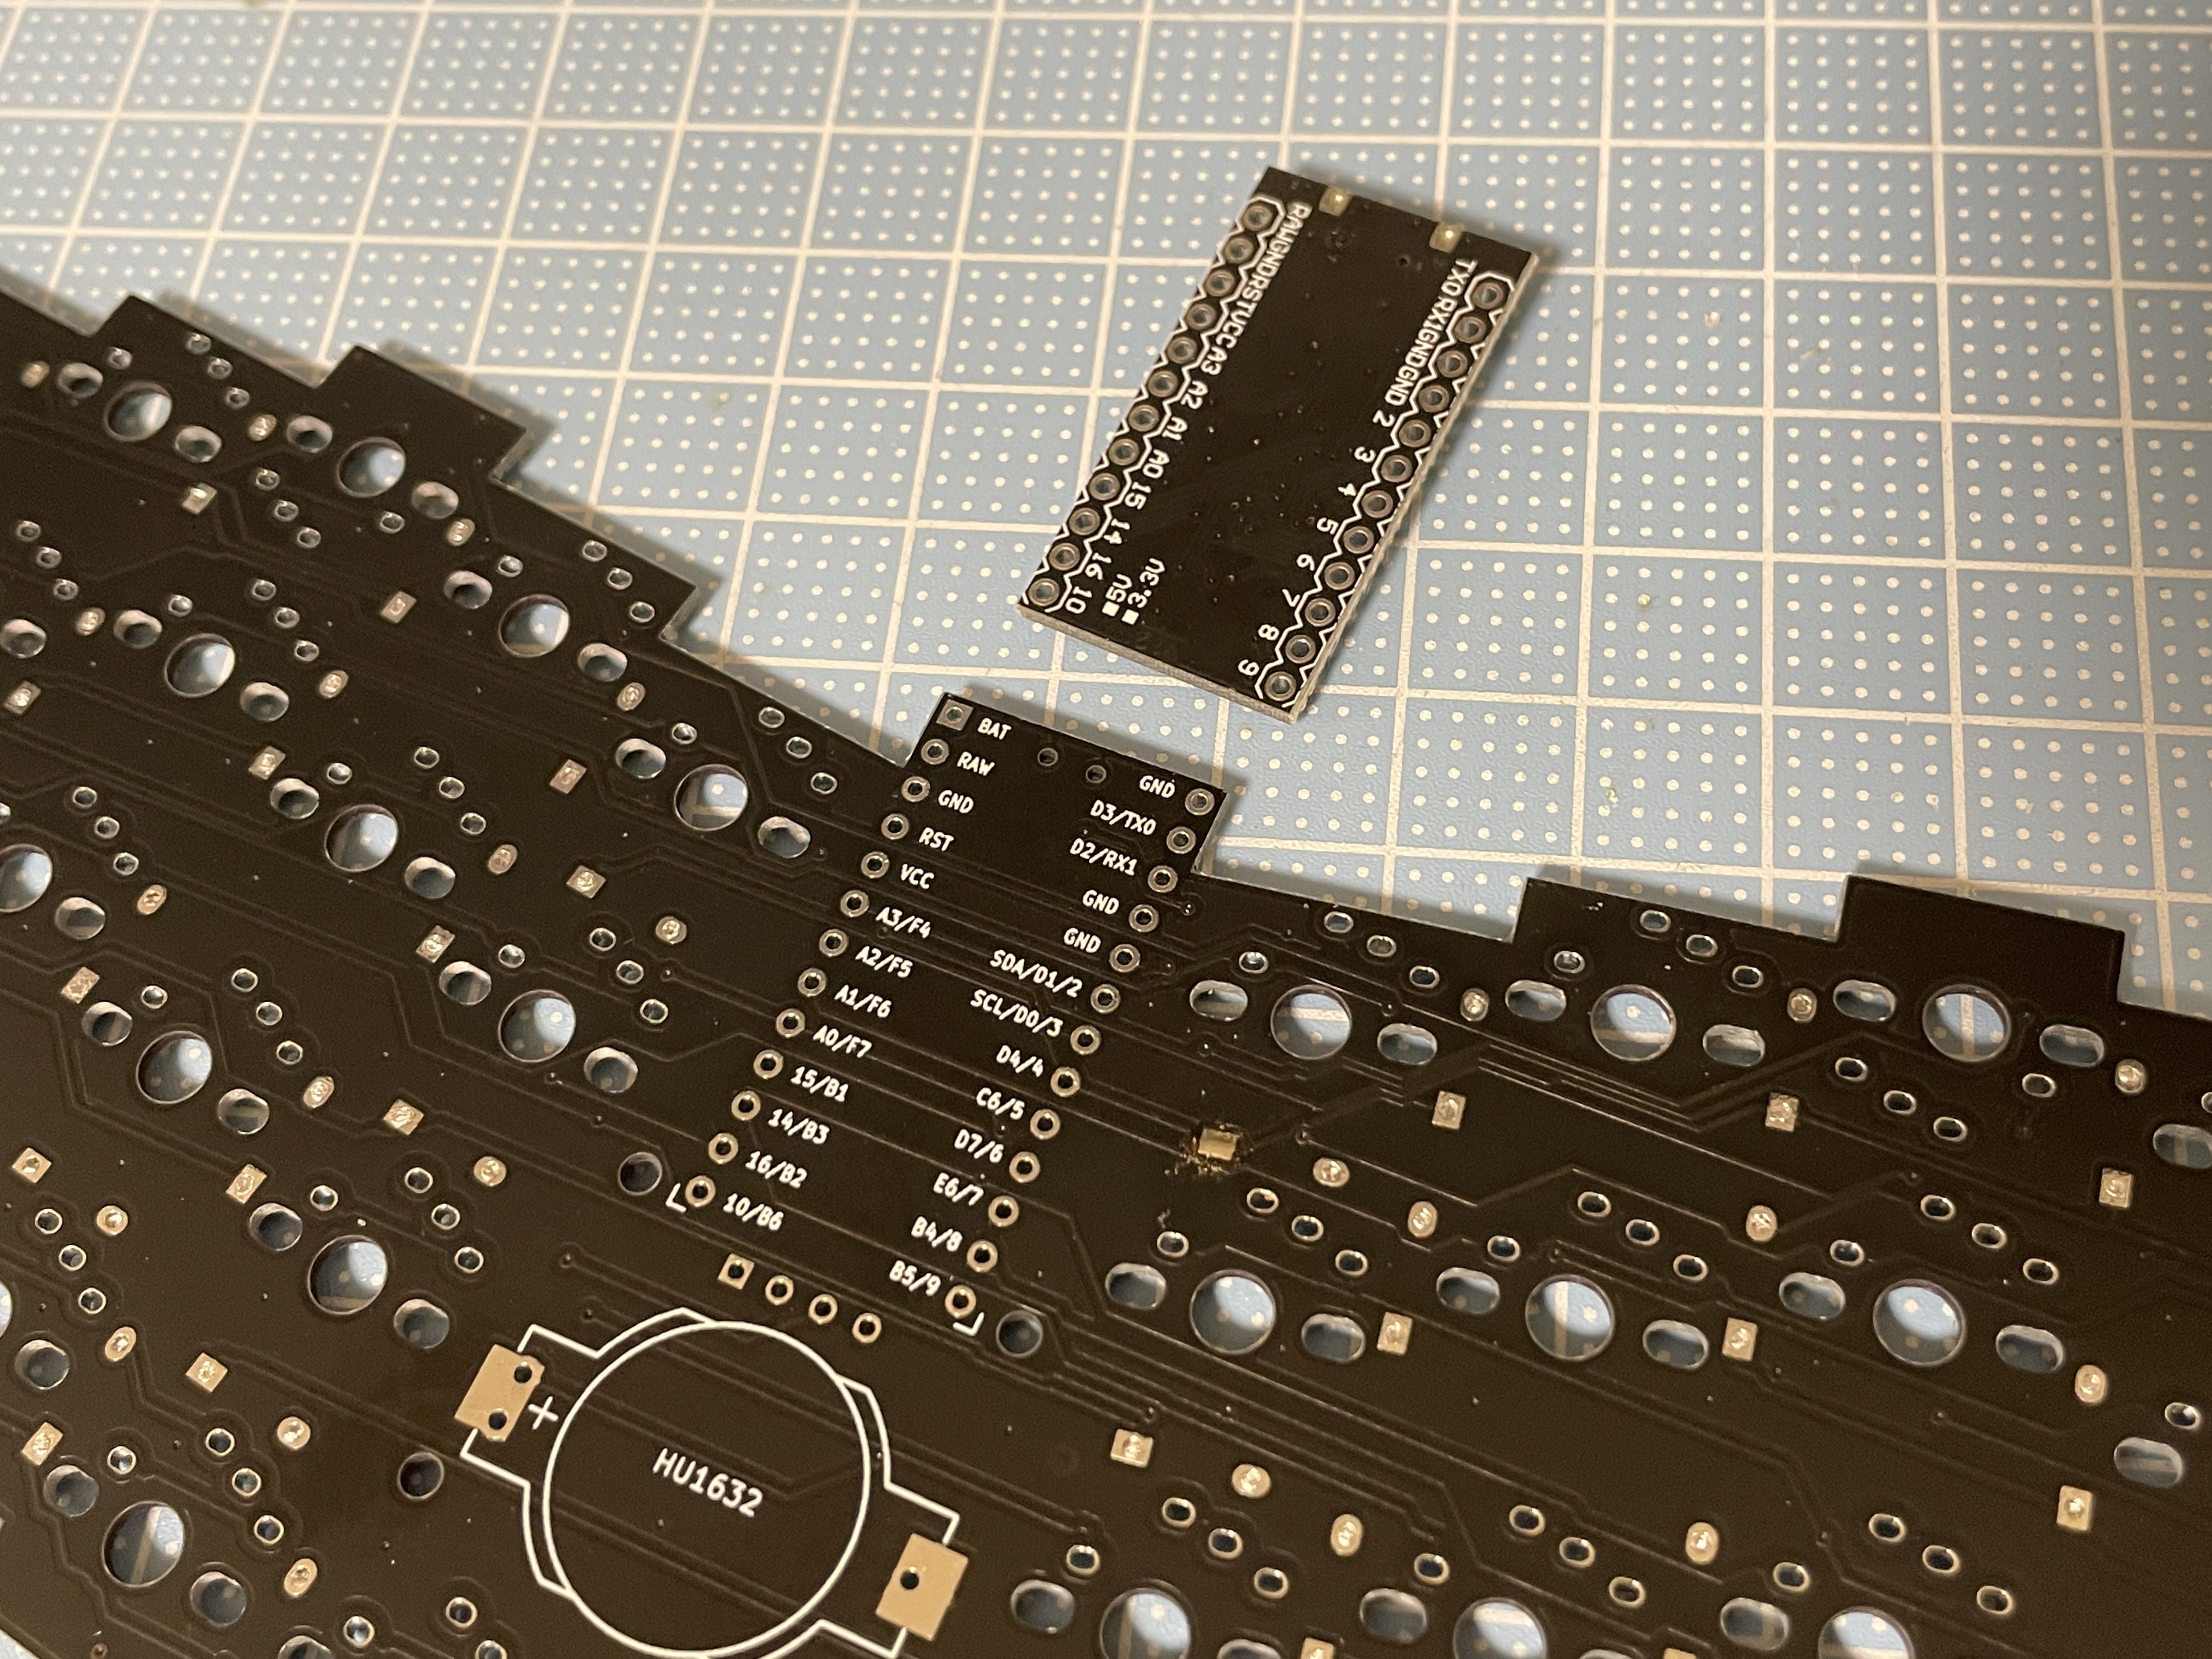 RAW
GND
RST
VCC
A3
A2
A1
A0
15
14
16
10
5V
3.3V
TX0
RX1
GND
GND
2
3
4
5
6
7
8
9
BAT
RAW
GND
RST
VCC
A3/F4
A2/F5
A1/F6
A0/F7
15/B1
14/B3
16/B2
10/B6
GND
D3/TX0
D2/RX1
GND
GND
SDA/D1/2
SCL/D0/3
D4/4
C6/5
D7/6
E6/7
B4/8
B5/9
+
HU1632